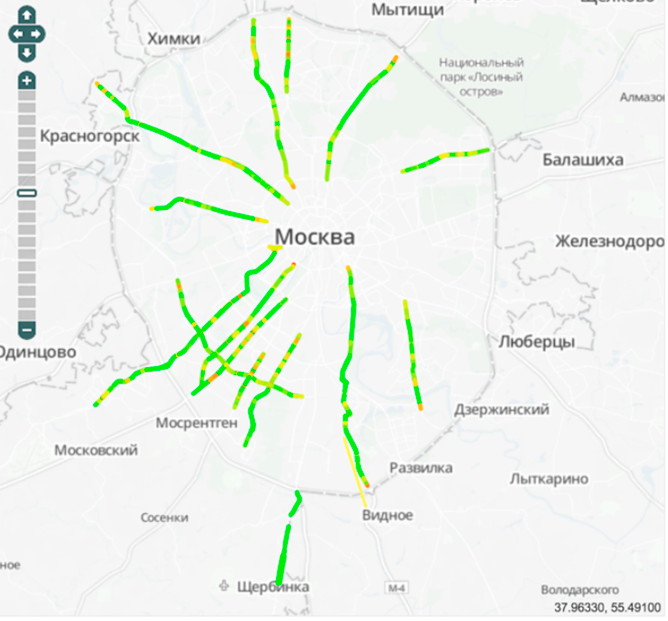 Мытищи
Химки
Национальный
парк «Лосиный
остров»
Алмазо
Красногорск
Балашиха
Москва
Железнодоро
Одинцово
Люберцы
Дзержинский
Мосрентген
Московский
Развилка
Лыткарино
Сосенки
Видное
ное
Щербинка
М-4
Володарского
37.96330, 55.49100